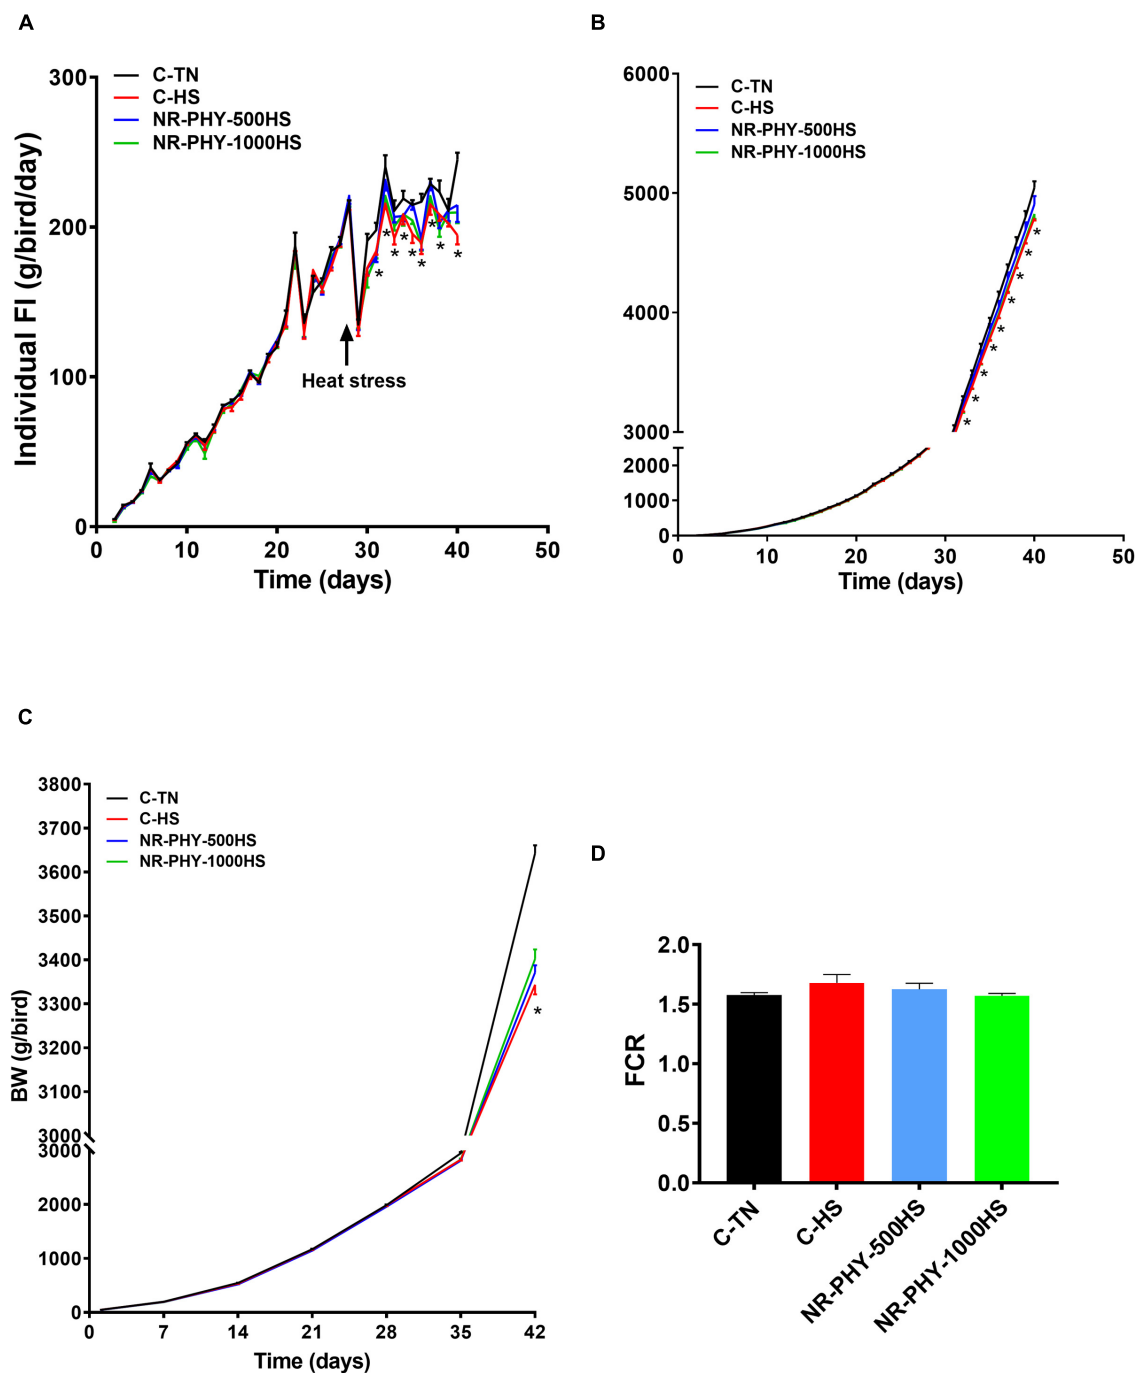 A
300
200
100
0
0
10
20
30
40
50
Individual FI (g/bird/day)
Time (days)
C-TN
C-HS
NR-PHY-500HS
NR-PHY-1000HS
Heat stress
*
*
*
*
*
*
*
*
*
B
6000
5000
4000
3000
2000
1000
0
0
10
20
30
40
50
Time (days)
C-TN
C-HS
NR-PHY-500HS
NR-PHY-1000HS
*
*
*
*
*
*
*
*
*
C
3800
3700
3600
3500
3400
3300
3200
3100
3000
3000
2000
1000
0
0
7
14
21
28
35
42
BW (g/bird)
Time (days)
C-TN
C-HS
NR-PHY-500HS
NR-PHY-1000HS
*
D
2.0
1.5
1.0
0.5
0.0
FCR
C-TN
C-HS
NR-PHY-500HS
NR-PHY-1000HS